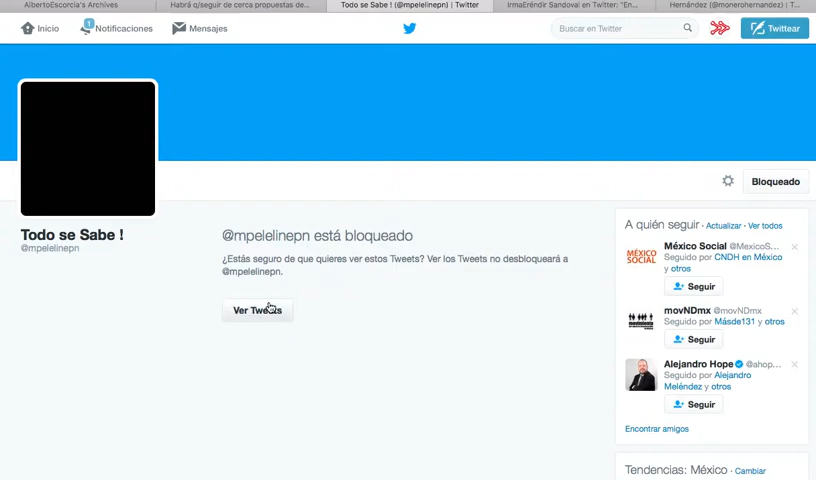 AlbertoEscorcia's Archives
Habrá q/seguir de cerca propuestas de...
Todo se Sabe ! (@mpelelinepn) | Twitter
IrmaEréndir Sandoval en Twitter: "En...
Hernández (@monerohernandez) | T...
Inicio
1
Notificaciones
Mensajes
Buscar en Twitter
Twittear
Bloqueado
Todo se Sabe !
@mpelelinepn
@mpelelinepn está bloqueado
¿Estás seguro de que quieres ver estos Tweets? Ver los Tweets no desbloqueará a
@mpelelinepn.
Ver Tweets
A quién seguir · Actualizar · Ver todos
MÉXICO
SOCIAL
México Social @MexicoS...
Seguido por CNDH en México
y otros
Seguir
movNDmx @movNDmx
Seguido por Másde131 y otros
Seguir
Alejandro Hope @ahop...
Seguido por Alejandro
Meléndez y otros
Seguir
Encontrar amigos
Tendencias: México · Cambiar